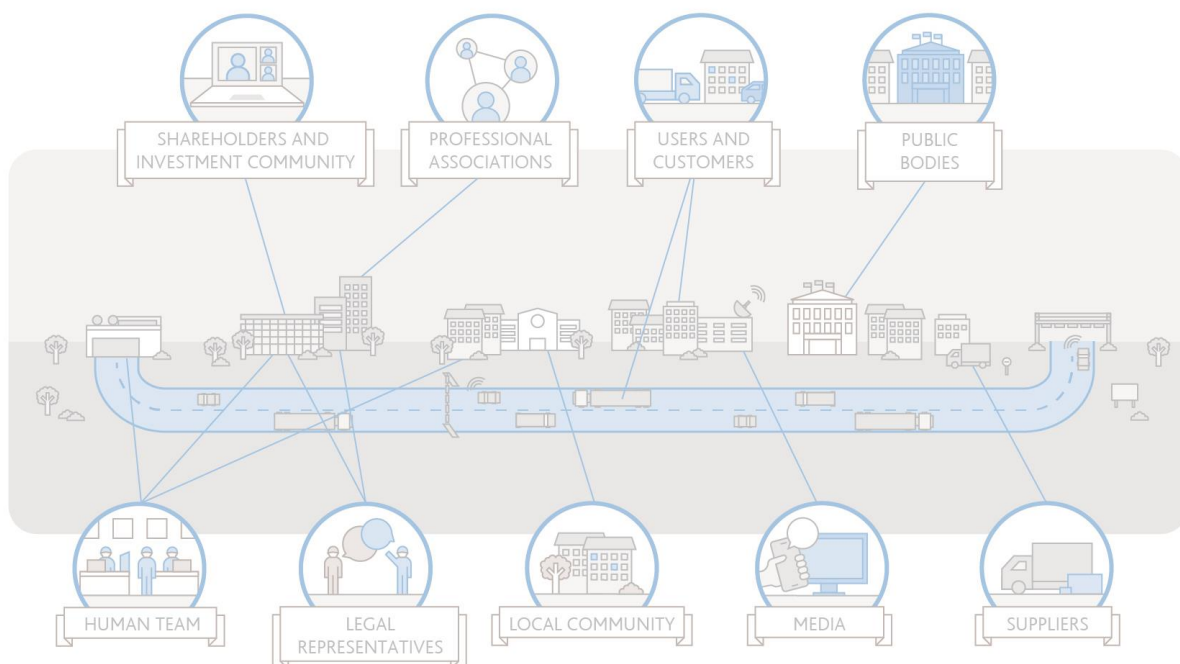 SHAREHOLDERS AND
INVESTMENT COMMUNITY
PROFESSIONAL
ASSOCIATIONS
USERS AND
CUSTOMERS
PUBLIC
BODIES
HUMAN TEAM
LEGAL
REPRESENTATIVES
LOCAL COMMUNITY
MEDIA
SUPPLIERS